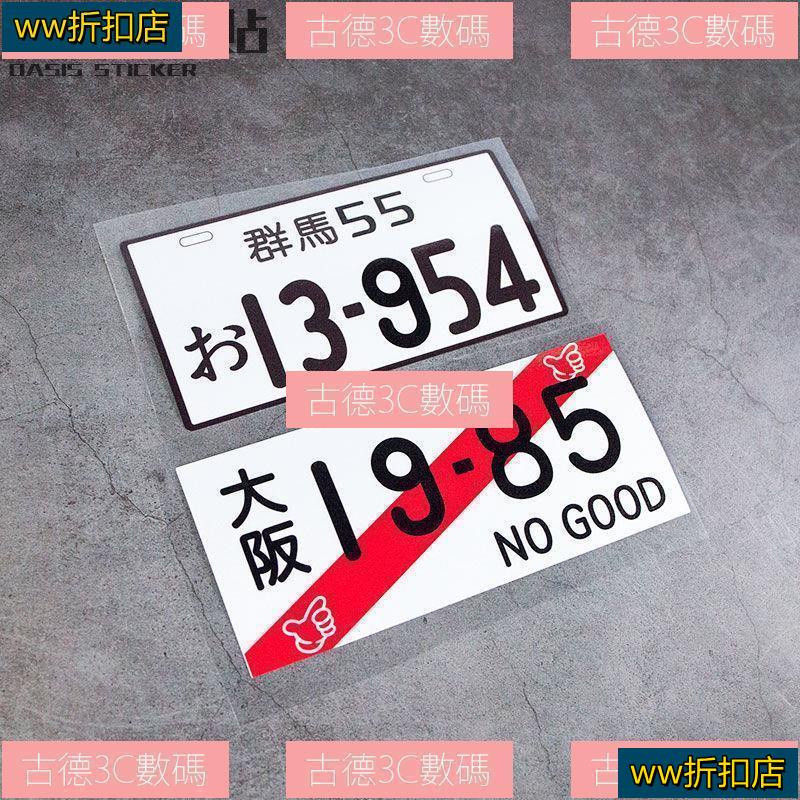 ww折扣店
古德3C數碼
古德3C數碼
OASIS STICKER
群馬55
お13-954
古德3C數碼
大阪
19-85
NO GOOD
古德3C數碼
古德3C數碼
ww折扣店